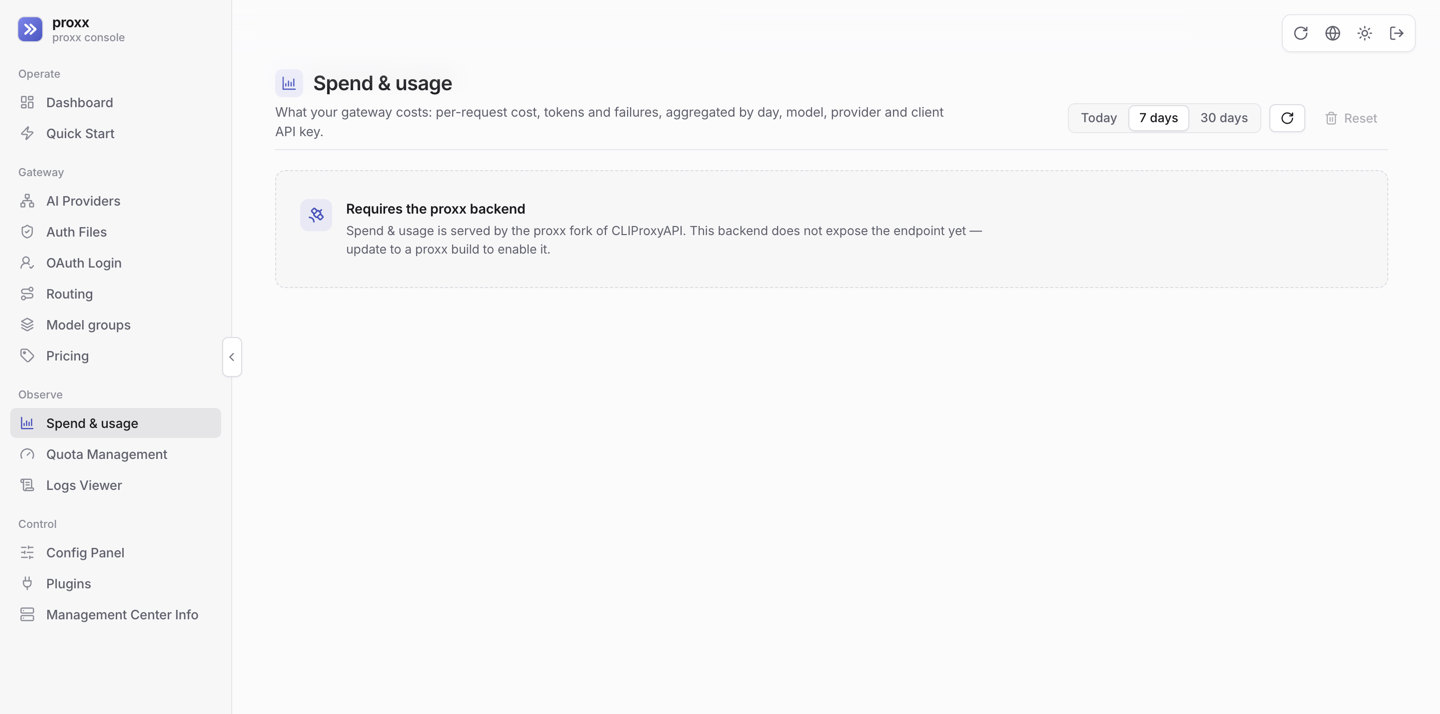 proxx
proxx console
Operate
Dashboard
Quick Start
Gateway
AI Providers
Auth Files
OAuth Login
Routing
Model groups
Pricing
Observe
Spend & usage
Quota Management
Logs Viewer
Control
Config Panel
Plugins
Management Center Info
Spend & usage
What your gateway costs: per-request cost, tokens and failures, aggregated by day, model, provider and client
API key.
Today 7 days 30 days Reset
Requires the proxx backend
Spend & usage is served by the proxx fork of CLIProxyAPI. This backend does not expose the endpoint yet —
update to a proxx build to enable it.